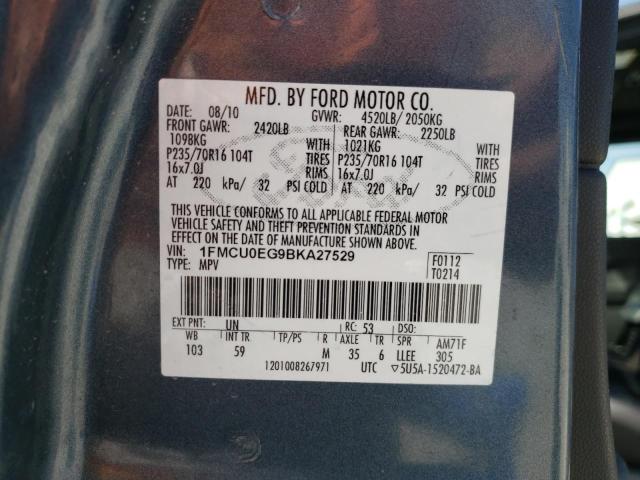 MFD. BY FORD MOTOR CO.
DATE: 08/10 GVWR: 4520LB/ 2050KG
FRONT GAWR: 2420LB REAR GAWR: 2250LB
1098KG WITH 1021KG WITH
P235/70R16 104T TIRES P235/70R16 104T TIRES
16x7.0J RIMS 16x7.0J RIMS
AT 220 kPa/ 32 PSI COLD AT 220 kPa/ 32 PSI COLD
THIS VEHICLE CONFORMS TO ALL APPLICABLE FEDERAL MOTOR
VEHICLE SAFETY AND THEFT PREVENTION STANDARDS IN
EFFECT ON THE DATE OF MANUFACTURE SHOWN ABOVE.
VIN: 1FMCU0EG9BKA27529 F0112
TYPE: MPV T0214
EXT PNT: UN RC: 53 DSO:
WB INT TR TP/PS R AXLE TR SPR AM71F
103 59 M 35 6 LLEE 305
1201008267971 UTC ▽5U5A-1520472-BA